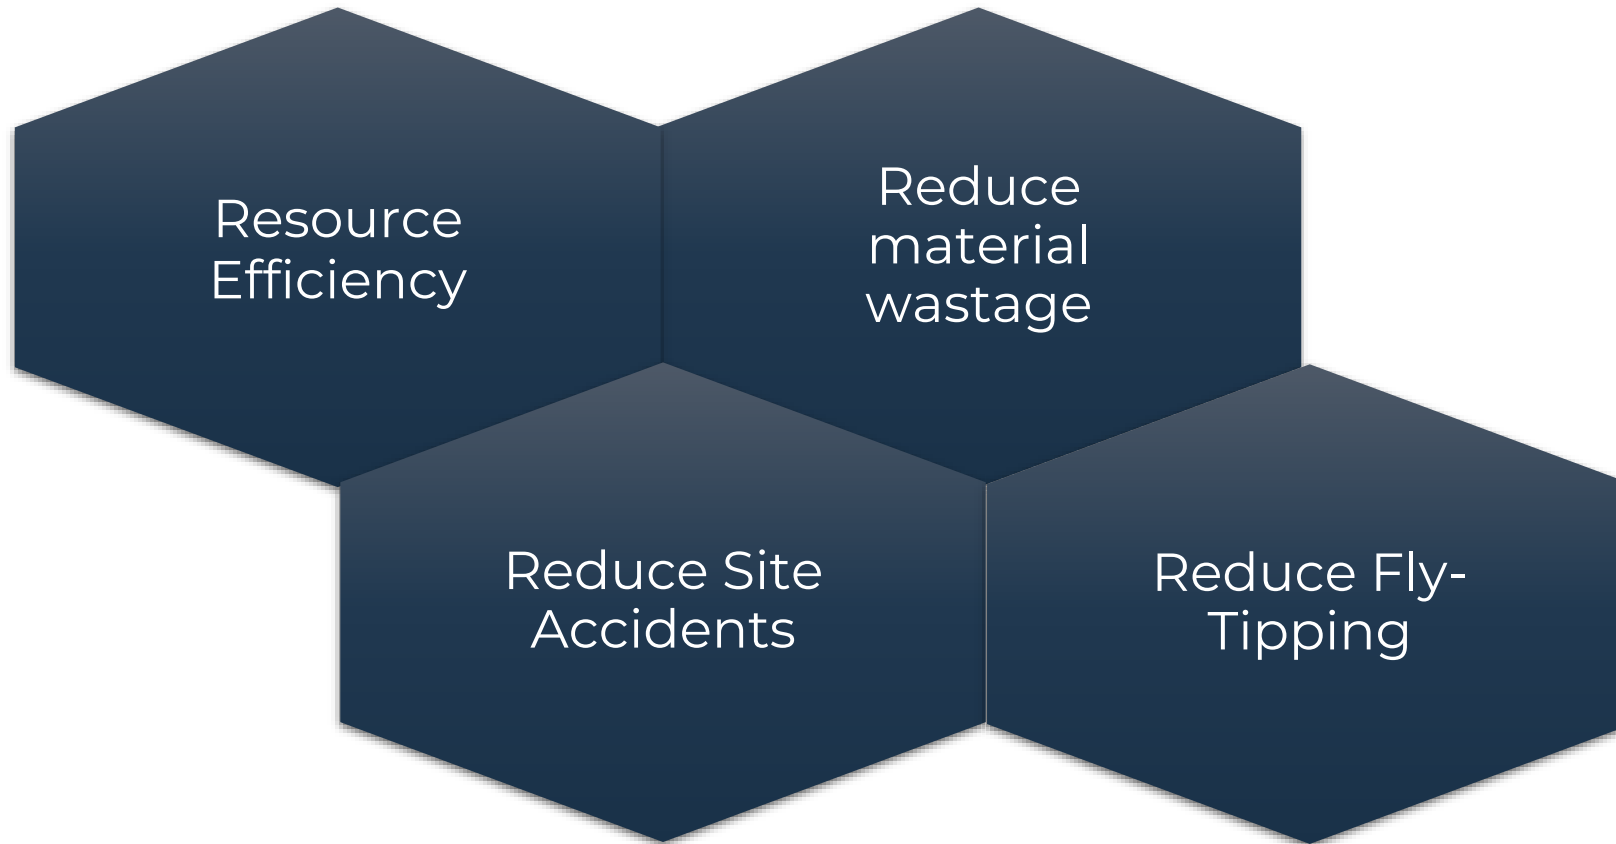 Resource
Efficiency
Reduce
material
wastage
Reduce Site
Accidents
Reduce Fly-
Tipping